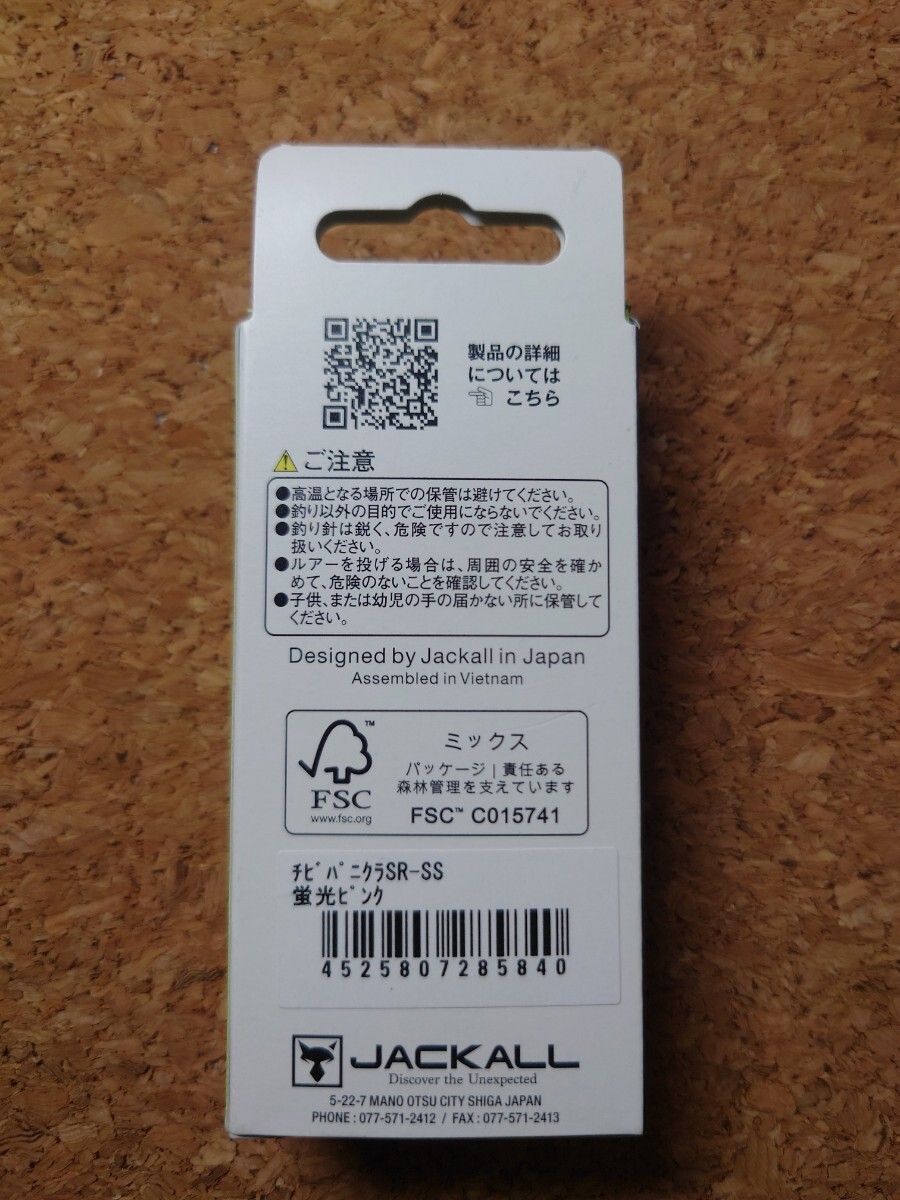 製品の詳細
については
☜ こちら
ご注意
●高温となる場所での保管は避けてください。
●釣り以外の目的でご使用にならないでください。
●釣り針は鋭く、危険ですので注意してお取り
扱いください。
●ルアーを投げる場合は、周囲の安全を確か
めて、危険のないことを確認してください。
●子供、または幼児の手の届かない所に保管して
ください。
Designed by Jackall in Japan
Assembled in Vietnam
FSC
www.fsc.org
ミックス
パッケージ | 責任ある
森林管理を支えています
FSC™ C015741
ﾁﾋﾞﾊﾟﾆｸﾗSR-SS
蛍光ﾋﾟﾝｸ
4525807285840
JACKALL
Discover the Unexpected
5-22-7 MANO OTSU CITY SHIGA JAPAN
PHONE : 077-571-2412 / FAX : 077-571-2413